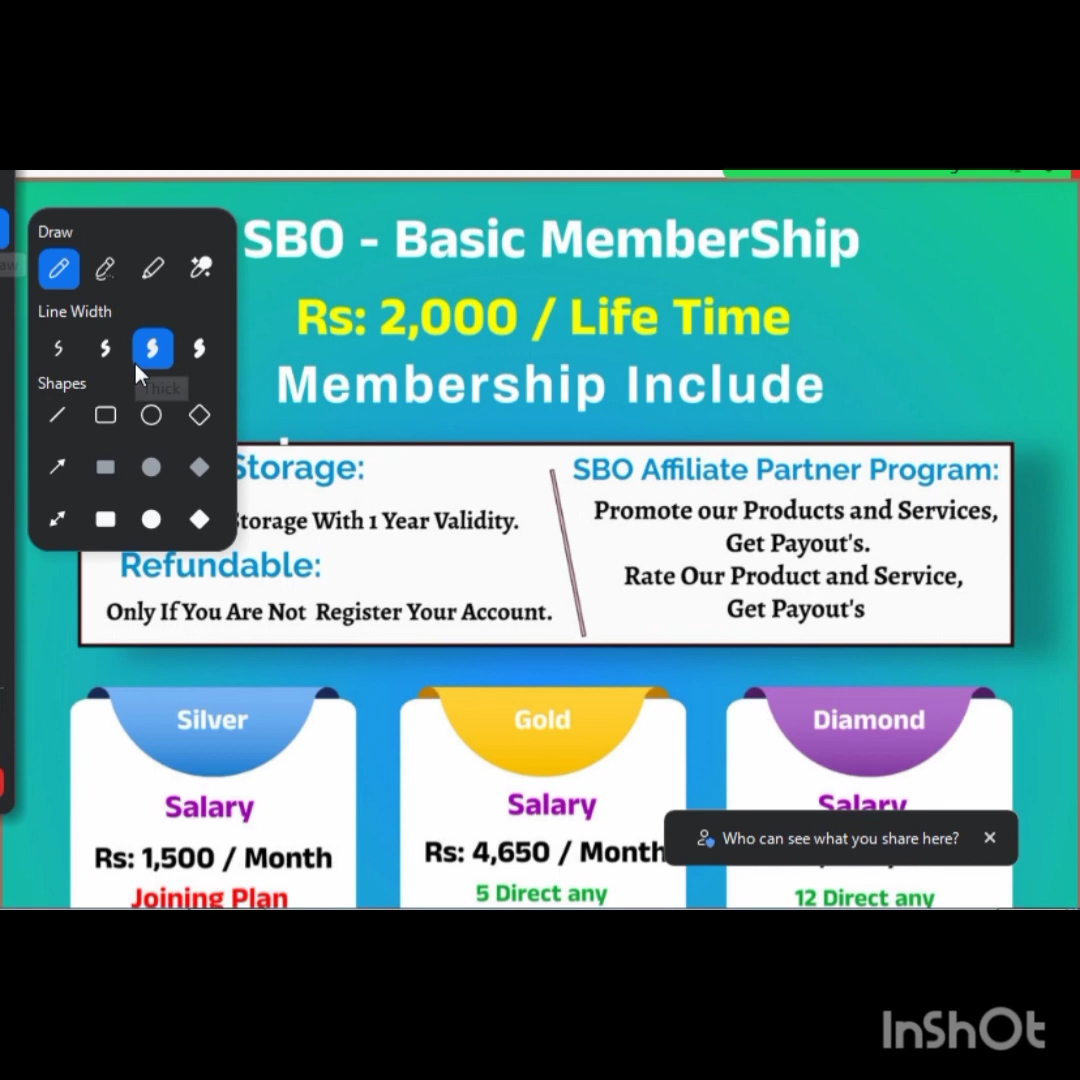 Draw
Line Width
Thick
Shapes
SBO - Basic MemberShip
Rs: 2,000 / Life Time
Membership Include
Storage:
Storage With 1 Year Validity.
Refundable:
Only If You Are Not Register Your Account.
SBO Affiliate Partner Program:
Promote our Products and Services,
Get Payout's.
Rate Our Product and Service,
Get Payout's
Silver
Salary
Rs: 1,500 / Month
Joining Plan
Gold
Salary
Rs: 4,650 / Month
5 Direct any
Diamond
Salary
12 Direct any
Who can see what you share here?
InShOt